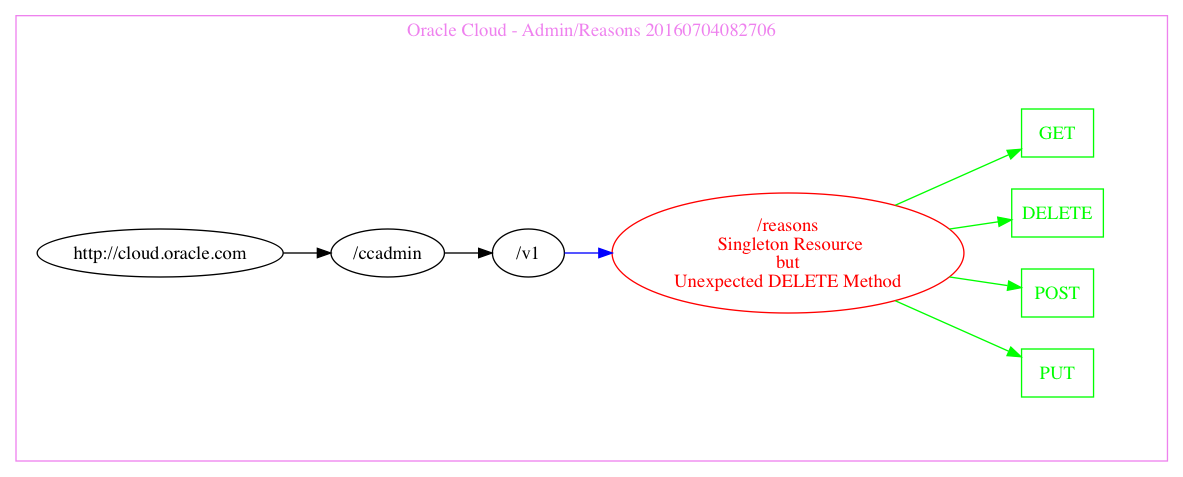 Oracle Cloud - Admin/Reasons 20160704082706
http://cloud.oracle.com
/ccadmin
/v1
/reasons
Singleton Resource
but
Unexpected DELETE Method
GET
DELETE
POST
PUT